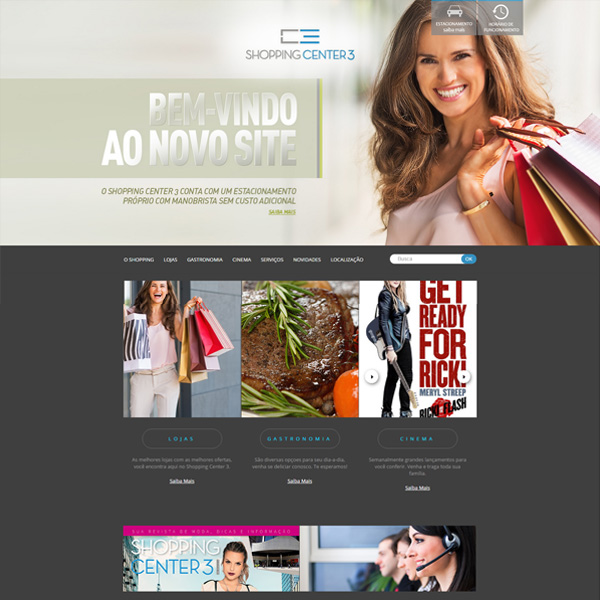 ESTACIONAMENTO
saiba mais
HORÁRIO DE
FUNCIONAMENTO
SHOPPING CENTER 3
BEM-VINDO
AO NOVO SITE
O SHOPPING CENTER 3 CONTA COM UM ESTACIONAMENTO
PRÓPRIO COM MANOBRISTA SEM CUSTO ADICIONAL
SAIBA MAIS
O SHOPPING LOJAS GASTRONOMIA CINEMA SERVIÇOS NOVIDADES LOCALIZAÇÃO
Busca OK
GET
READY
FOR
RICK!
MERYL STREEP
RICKI FLASH
LOJAS
As melhores lojas com as melhores ofertas,
você encontra aqui no Shopping Center 3.
Saiba Mais
GASTRONOMIA
São diversas opções para seu dia-a-dia,
venha se deliciar conosco. Te esperamos!
Saiba Mais
CINEMA
Semanalmente grandes lançamentos para
você conferir. Venha e traga toda sua
família.
Saiba Mais
SUA REVISTA DE MODA, DICAS E INFORMAÇÃO
SHOPPING
CENTER 3